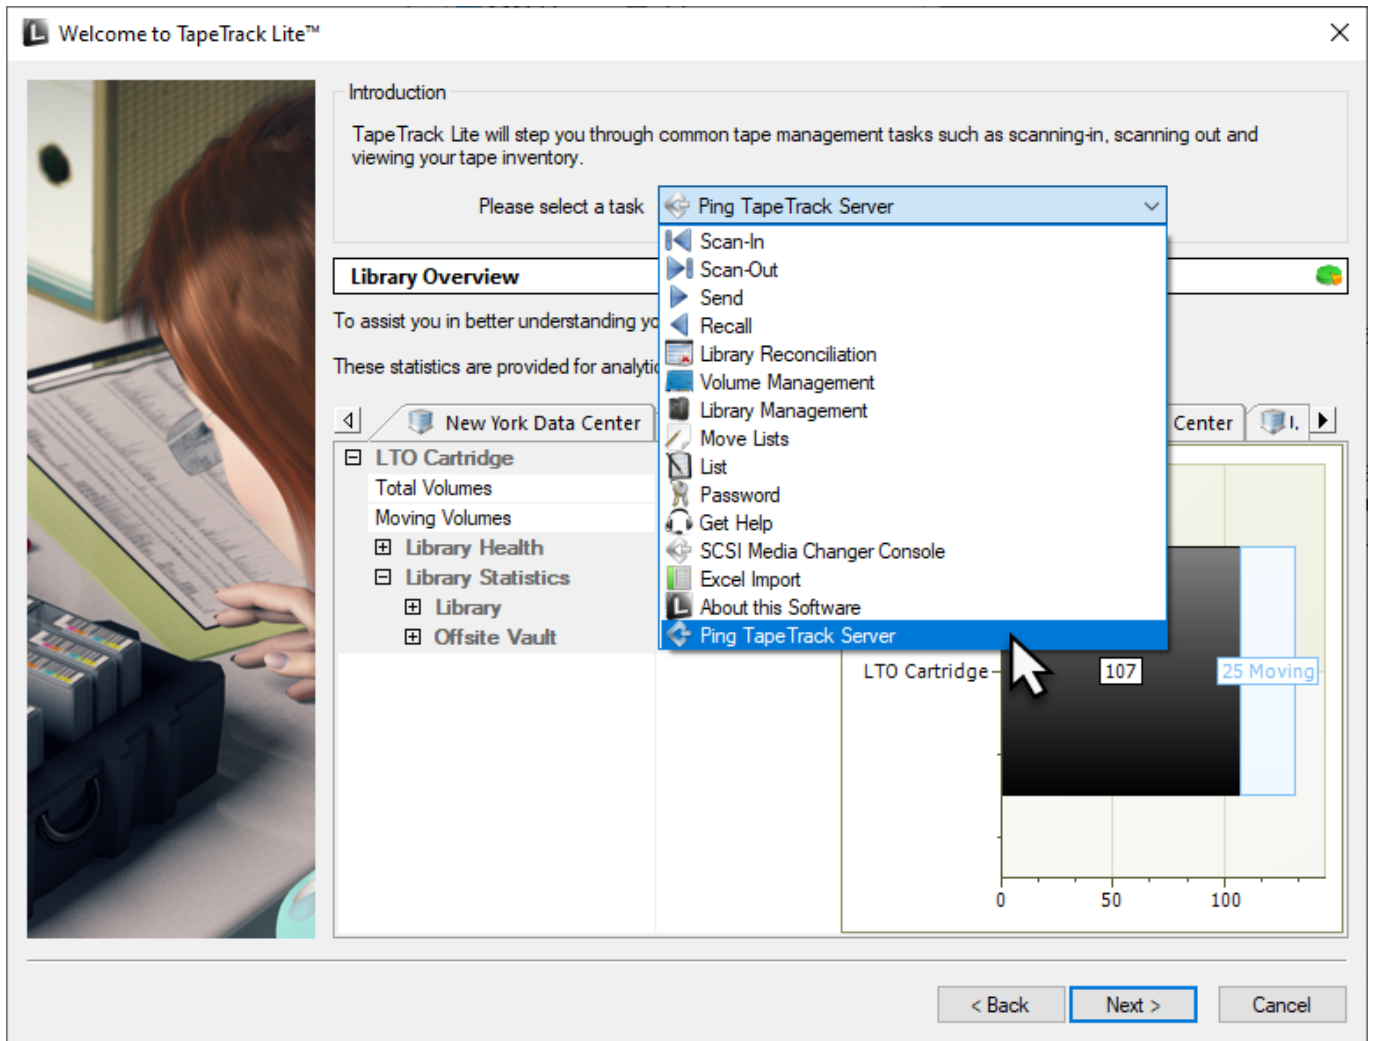 Welcome to TapeTrack Lite™
Introduction
TapeTrack Lite will step you through common tape management tasks such as scanning-in, scanning out and
viewing your tape inventory.
Please select a task
Ping TapeTrack Server
Scan-In
Scan-Out
Send
Recall
Library Reconciliation
Volume Management
Library Management
Move Lists
List
Password
Get Help
SCSI Media Changer Console
Excel Import
About this Software
Ping TapeTrack Server
Library Overview
To assist you in better understanding
These statistics are provided for
New York Data Center
Center
LTO Cartridge
Total Volumes
Moving Volumes
Library Health
Library Statistics
Library
Offsite Vault
LTO Cartridge
107
25 Moving
0 50 100
< Back
Next >
Cancel